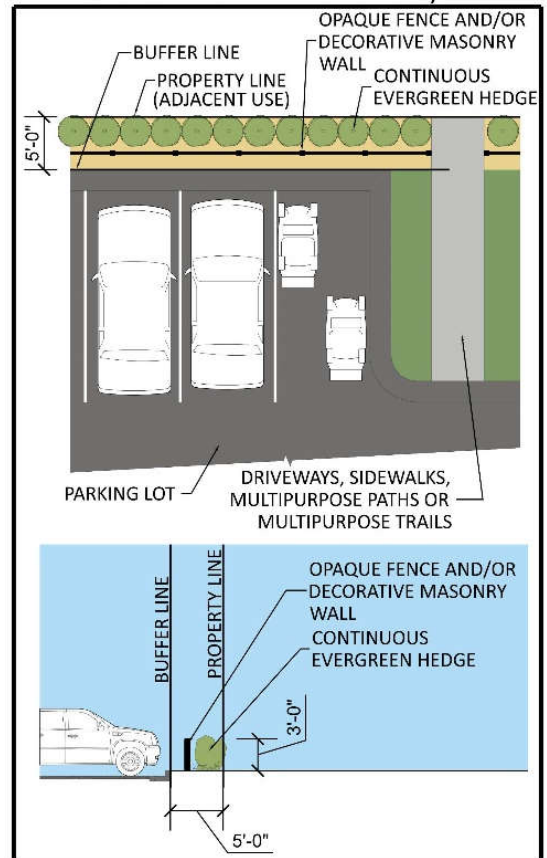 OPAQUE FENCE AND/OR
DECORATIVE MASONRY
WALL
BUFFER LINE
PROPERTY LINE
(ADJACENT USE)
CONTINUOUS
EVERGREEN HEDGE
5'-0"
PARKING LOT
DRIVEWAYS, SIDEWALKS,
MULTIPURPOSE PATHS OR
MULTIPURPOSE TRAILS
BUFFER LINE
PROPERTY LINE
OPAQUE FENCE AND/OR
DECORATIVE MASONRY
WALL
CONTINUOUS
EVERGREEN HEDGE
3'-0"
5'-0"